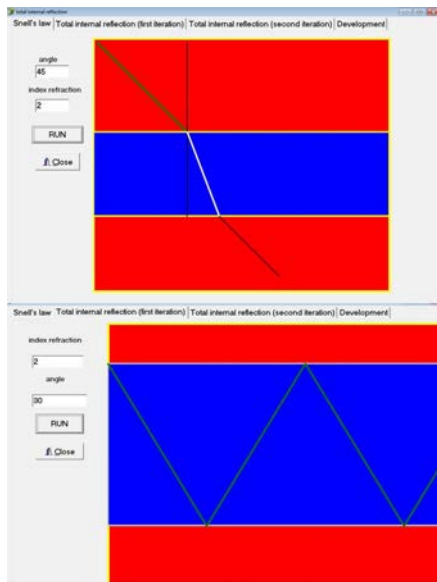 total internal reflection
Snell's law Total internal reflection (first iteration) Total internal reflection (second iteration) Development
angle
45
index refraction
2
RUN
Close
Snell's law Total internal reflection (first iteration) Total internal reflection (second iteration) Development
index refraction
2
angle
30
RUN
Close